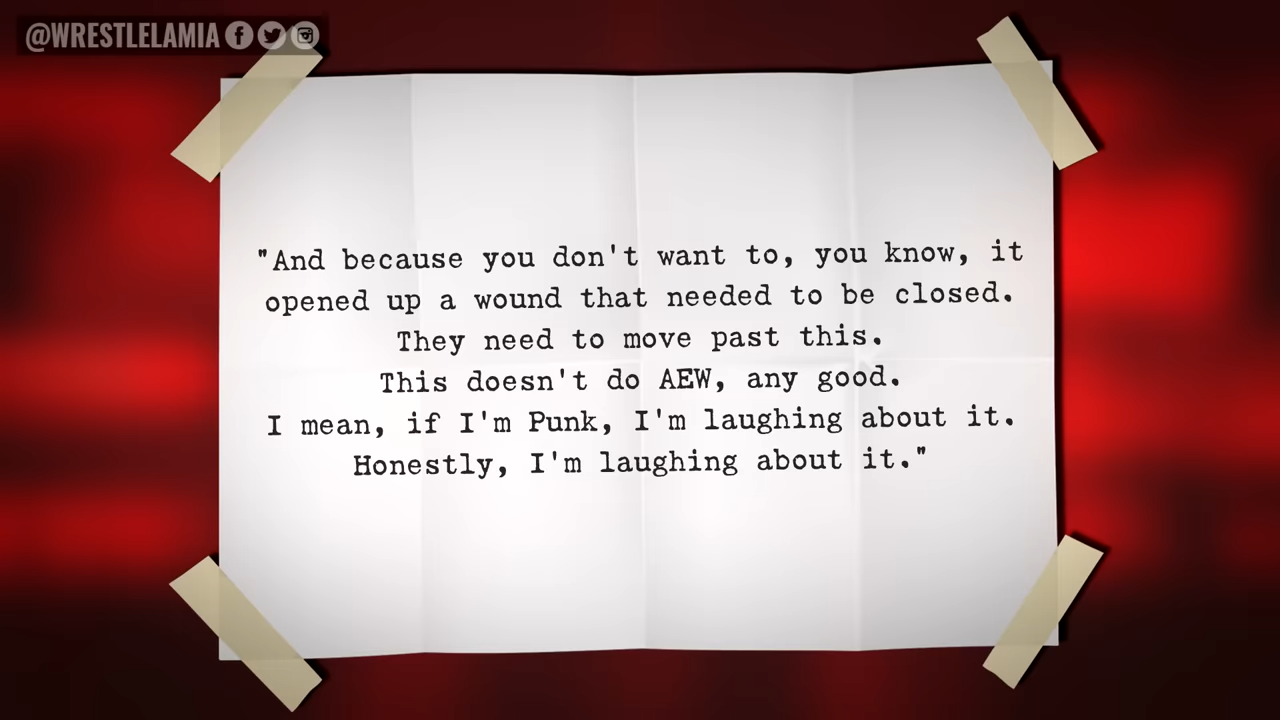 @WRESTLELAMIA
"And because you don't want to, you know, it
opened up a wound that needed to be closed.
They need to move past this.
This doesn't do AEW, any good.
I mean, if I'm Punk, I'm laughing about it.
Honestly, I'm laughing about it."